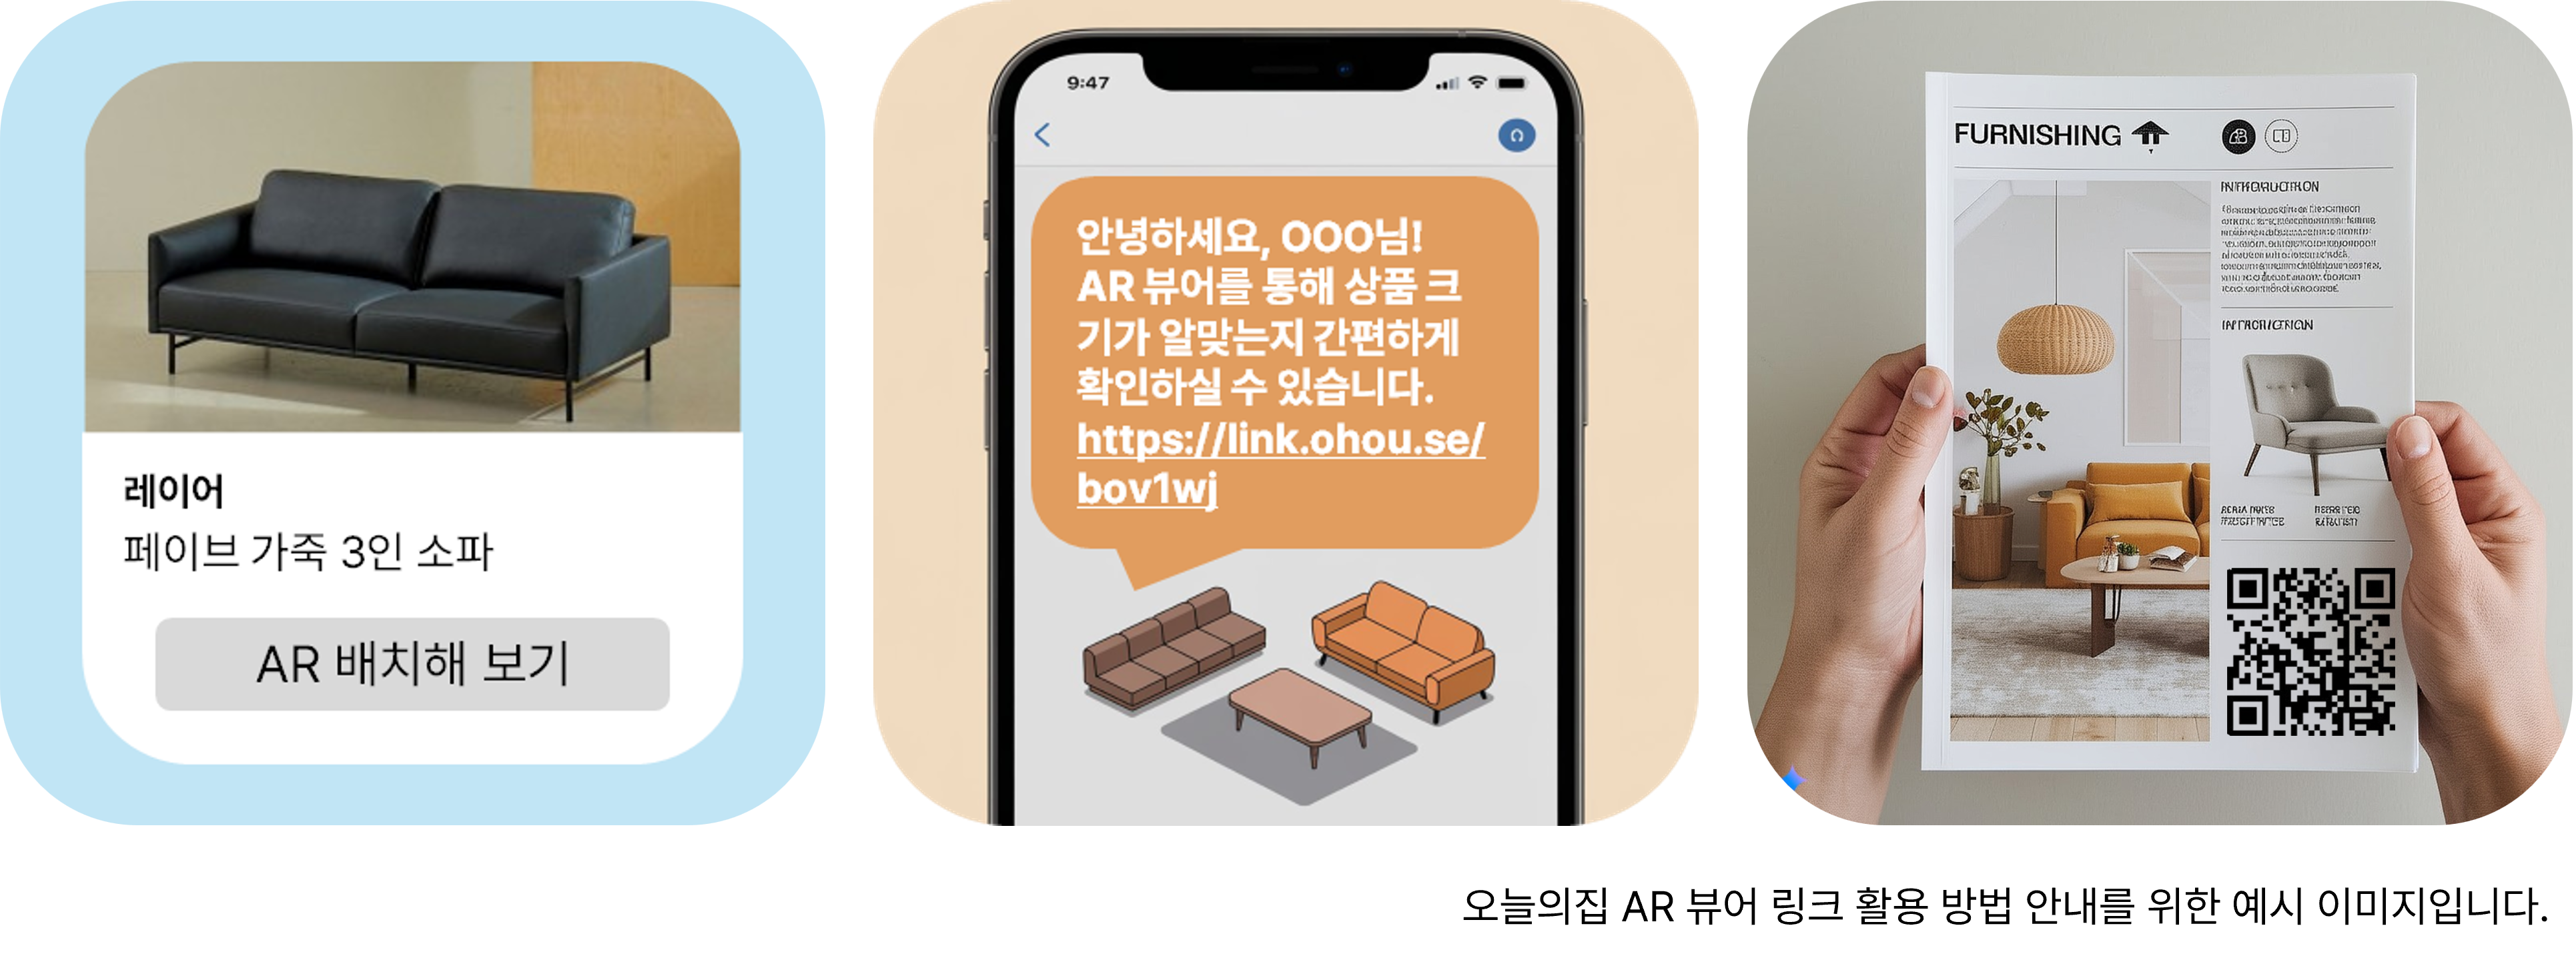 레이어
페이브 가죽 3인 소파
AR 배치해 보기
9:47
안녕하세요, OOO님!
AR 뷰어를 통해 상품 크
기가 알맞는지 간편하게
확인하실 수 있습니다.
https://link.ohou.se/
bov1wj
FURNISHING
오늘의집 AR 뷰어 링크 활용 방법 안내를 위한 예시 이미지입니다.